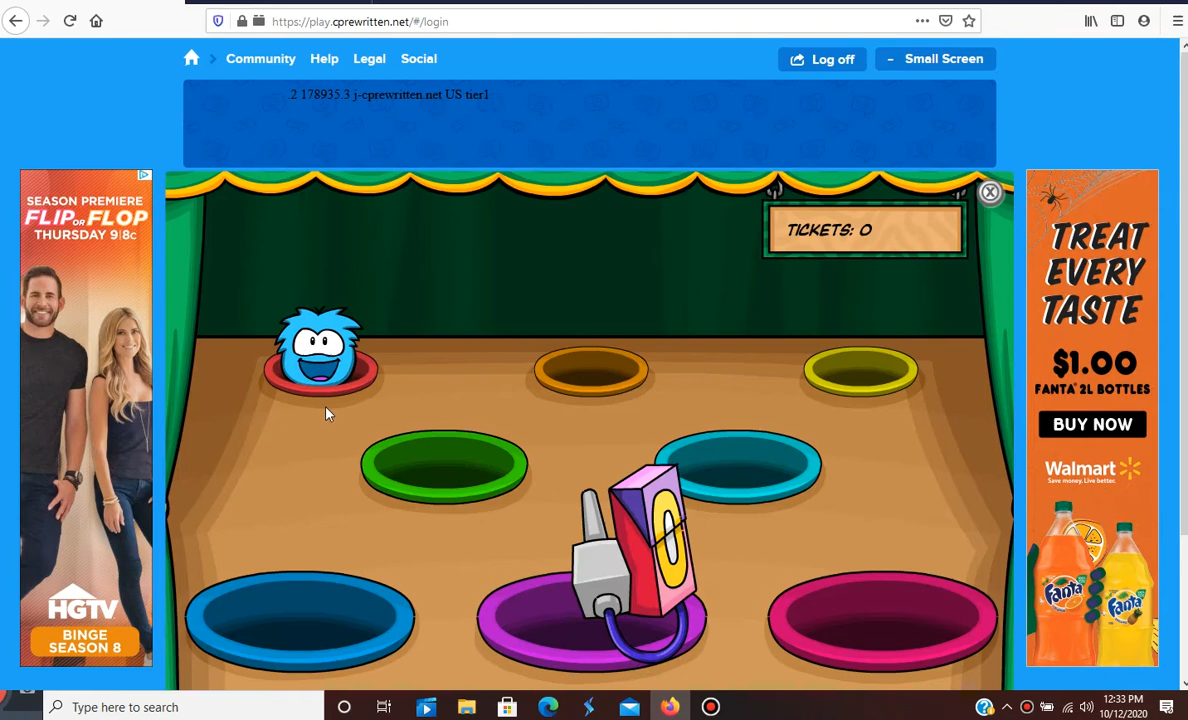 https://play.cprewritten.net/#/login
Community Help Legal Social
Log off
- Small Screen
.2 178935.3 j-cprewritten.net US tier1
SEASON PREMIERE
FLIP OR FLOP
THURSDAY 9|8c
HGTV
BINGE
SEASON 8
TICKETS: 0
0
TREAT
EVERY
TASTE
$1.00
FANTA® 2L BOTTLES
BUY NOW
Walmart
Save money. Live better.
Fanta
Fanta
Type here to search
12:33 PM
10/12/2020